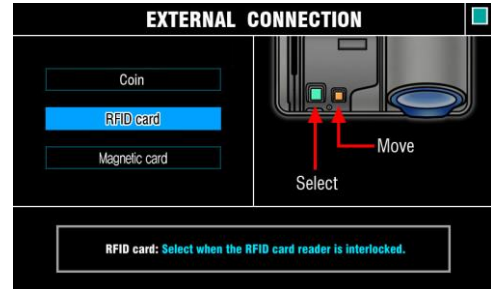 EXTERNAL CONNECTION
Coin
RFID card
Magnetic card
Move
Select
RFID card: Select when the RFID card reader is interlocked.